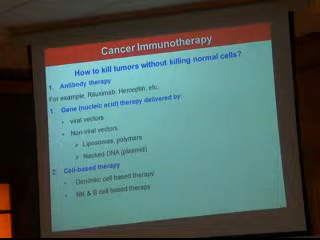 Cancer Immunotherapy
How to kill tumors without killing normal cells?
1. Antibody therapy
For example, Rituximab, Herceptin, etc.
1. Gene (nucleic acid) therapy delivered by:
• viral vectors
• Non-viral vectors
➢ Liposomes, polymers
➢ Nacked DNA (plasmid)
2. Cell-based therapy
• Dendritic cell based therapy
• NK & B cell based therapy